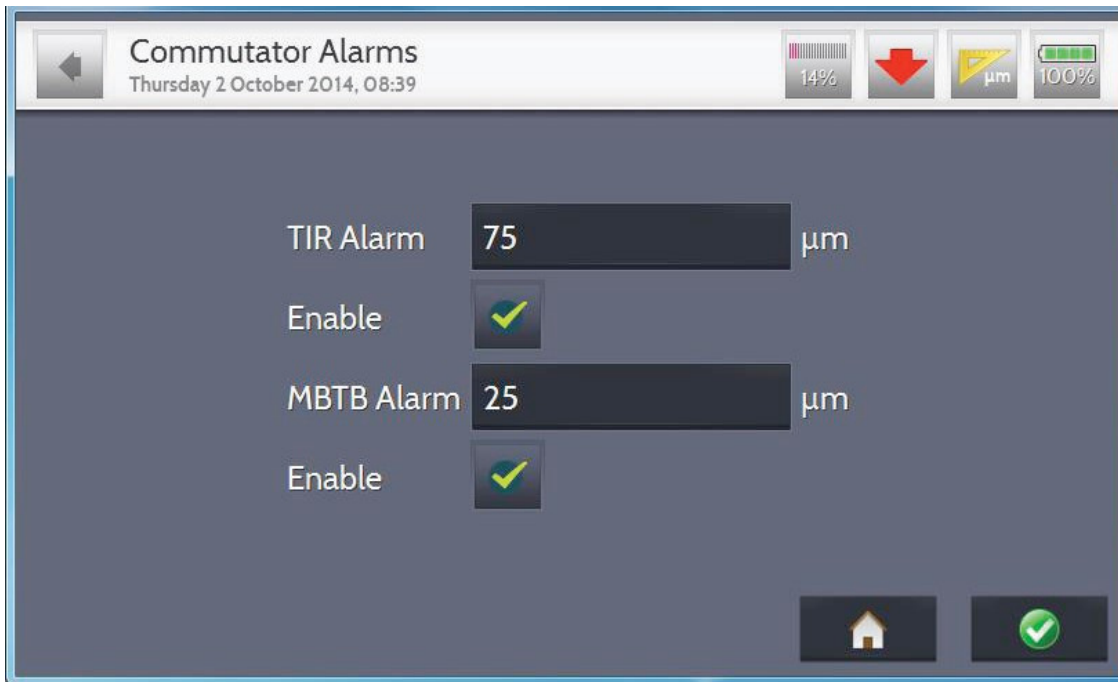 Commutator Alarms
Thursday 2 October 2014, 08:39
14%
µm
100%
TIR Alarm 75 µm
Enable
MBTB Alarm 25 µm
Enable